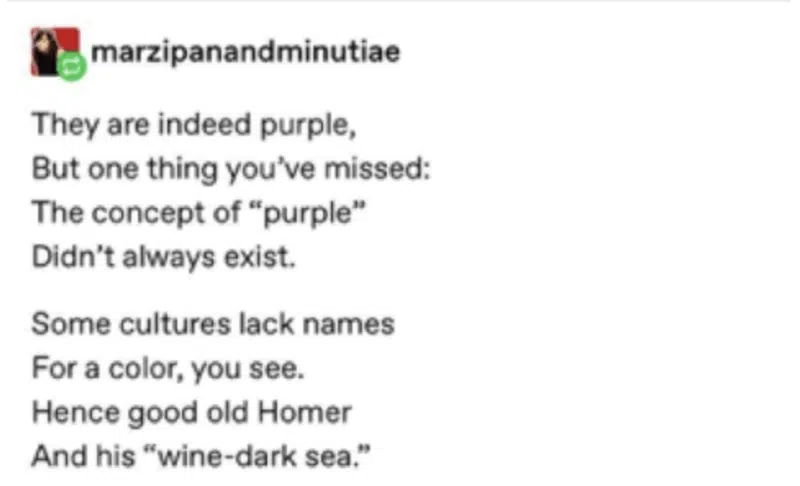 marzipanandminutiae
They are indeed purple,
But one thing you’ve missed:
The concept of “purple”
Didn’t always exist.
Some cultures lack names
For a color, you see.
Hence good old Homer
And his “wine-dark sea.”